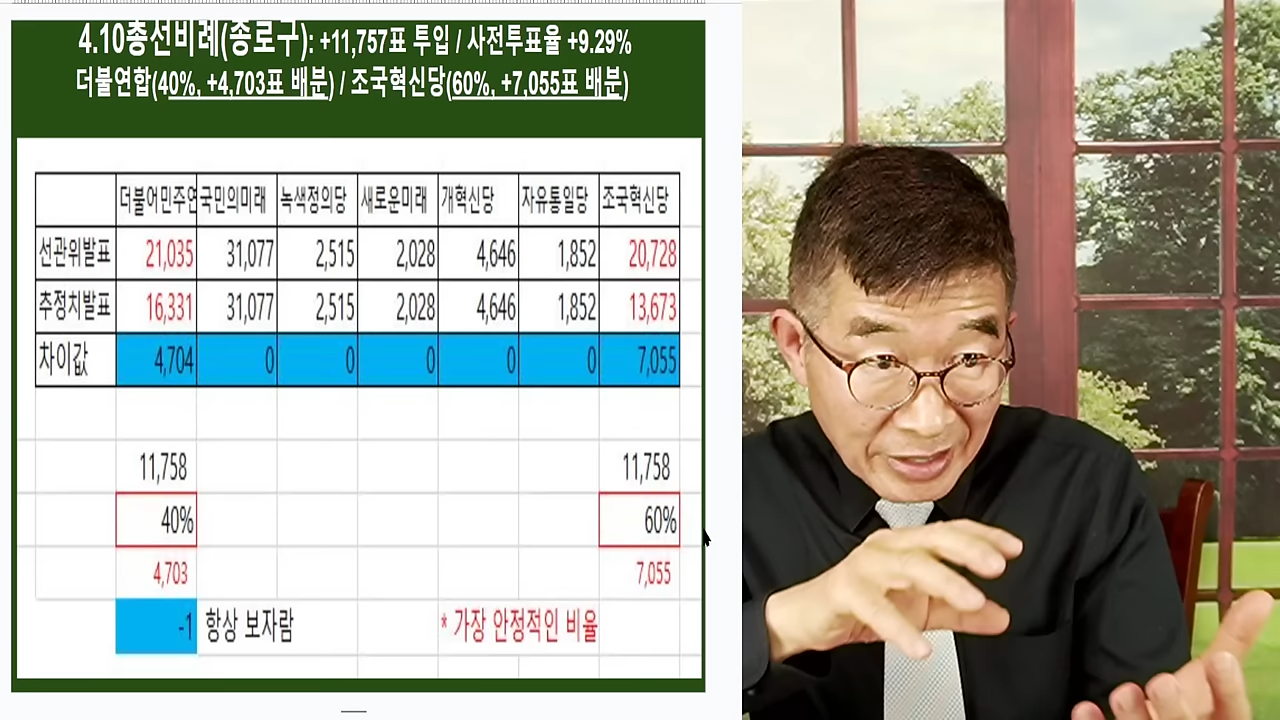 4.10총선비례(종로구): +11,757표 투입 / 사전투표율 +9.29%
더불연합(40%, +4,703표 배분) / 조국혁신당(60%, +7,055표 배분)
더불어민주연 국민의미래 녹색정의당 새로운미래 개혁신당 자유통일당 조국혁신당
선관위발표 21,035 31,077 2,515 2,028 4,646 1,852 20,728
추정치발표 16,331 31,077 2,515 2,028 4,646 1,852 13,673
차이값 4,704 0 0 0 0 0 7,055
11,758 11,758
40% 60%
4,703 7,055
-1 항상 보자람 * 가장 안정적인 비율